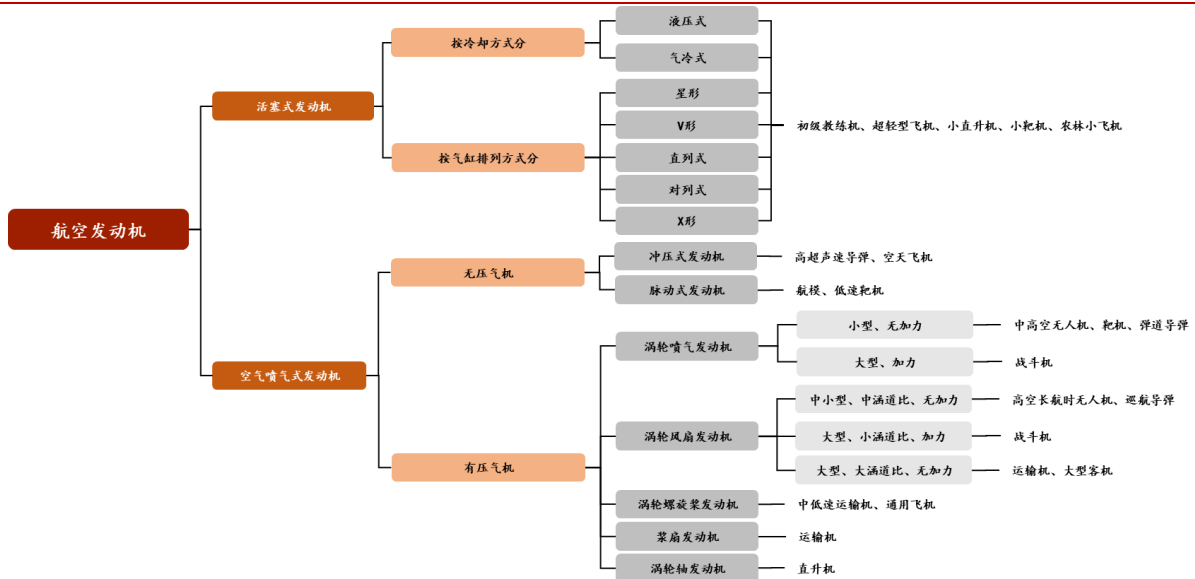 航空发动机
活塞式发动机
按冷却方式分
液压式
气冷式
按气缸排列方式分
星形
V形
直列式
对列式
X形
初级教练机、超轻型飞机、小直升机、小靶机、农林小飞机
空气喷气式发动机
无压气机
冲压式发动机
高超声速导弹、空天飞机
脉动式发动机
航模、低速靶机
有压气机
涡轮喷气发动机
小型、无加力
中高空无人机、靶机、弹道导弹
大型、加力
战斗机
涡轮风扇发动机
中小型、中涵道比、无加力
高空长航时无人机、巡航导弹
大型、小涵道比、加力
战斗机
大型、大涵道比、无加力
运输机、大型客机
涡轮螺旋桨发动机
中低速运输机、通用飞机
桨扇发动机
运输机
涡轮轴发动机
直升机